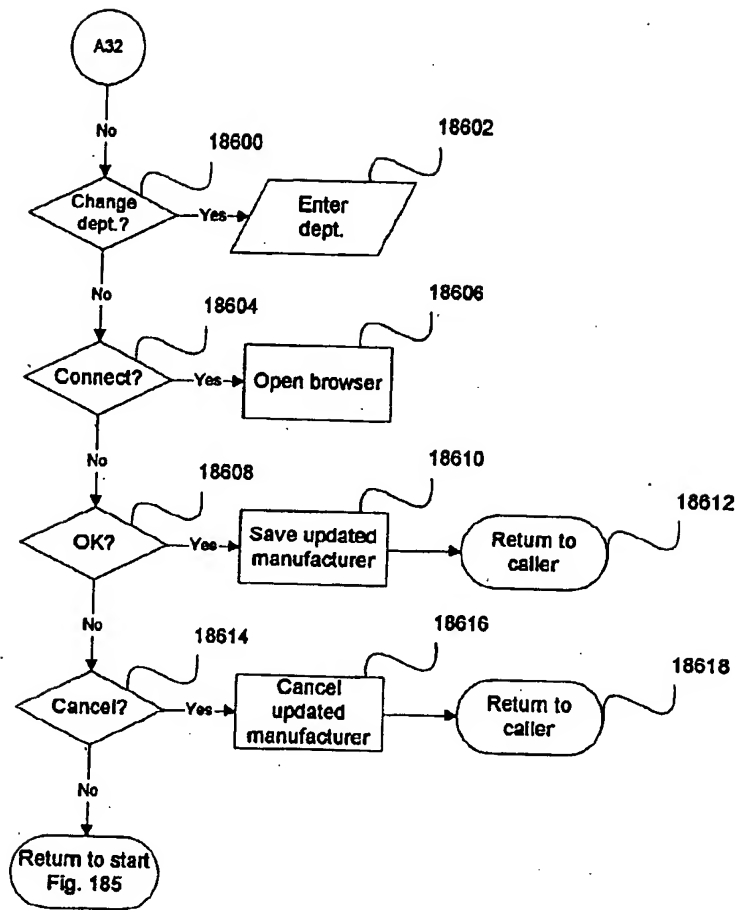 A32
No
18600
18602
Change
dept.?
Yes
Enter
dept.
No
18604
18606
Connect?
Yes
Open browser
No
18608
18610
18612
OK?
Yes
Save updated
manufacturer
Return to
caller
No
18614
18616
18618
Cancel?
Yes
Cancel
updated
manufacturer
Return to
caller
No
Return to start
Fig. 185